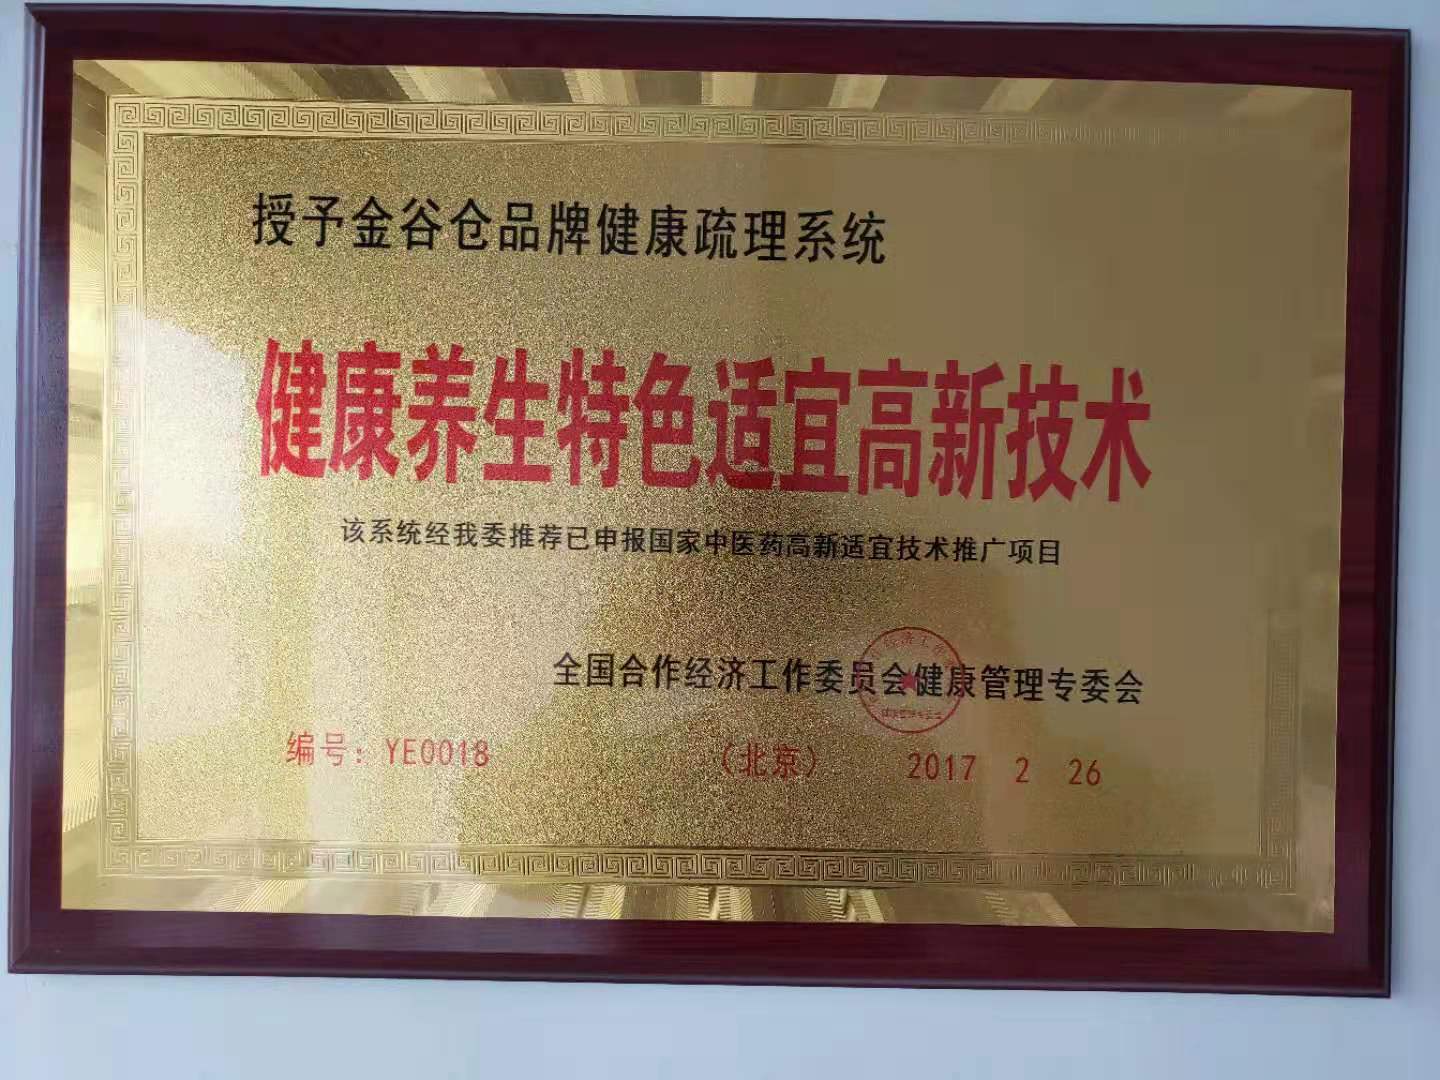 授予金谷仓品牌健康疏理系统
健康养生特色适宜高新技术
该系统经我委推荐已申报国家中医药高新适宜技术推广项目
全国合作经济工作委员会健康管理专委会
编号：YE0018 （北京） 2017 2 26